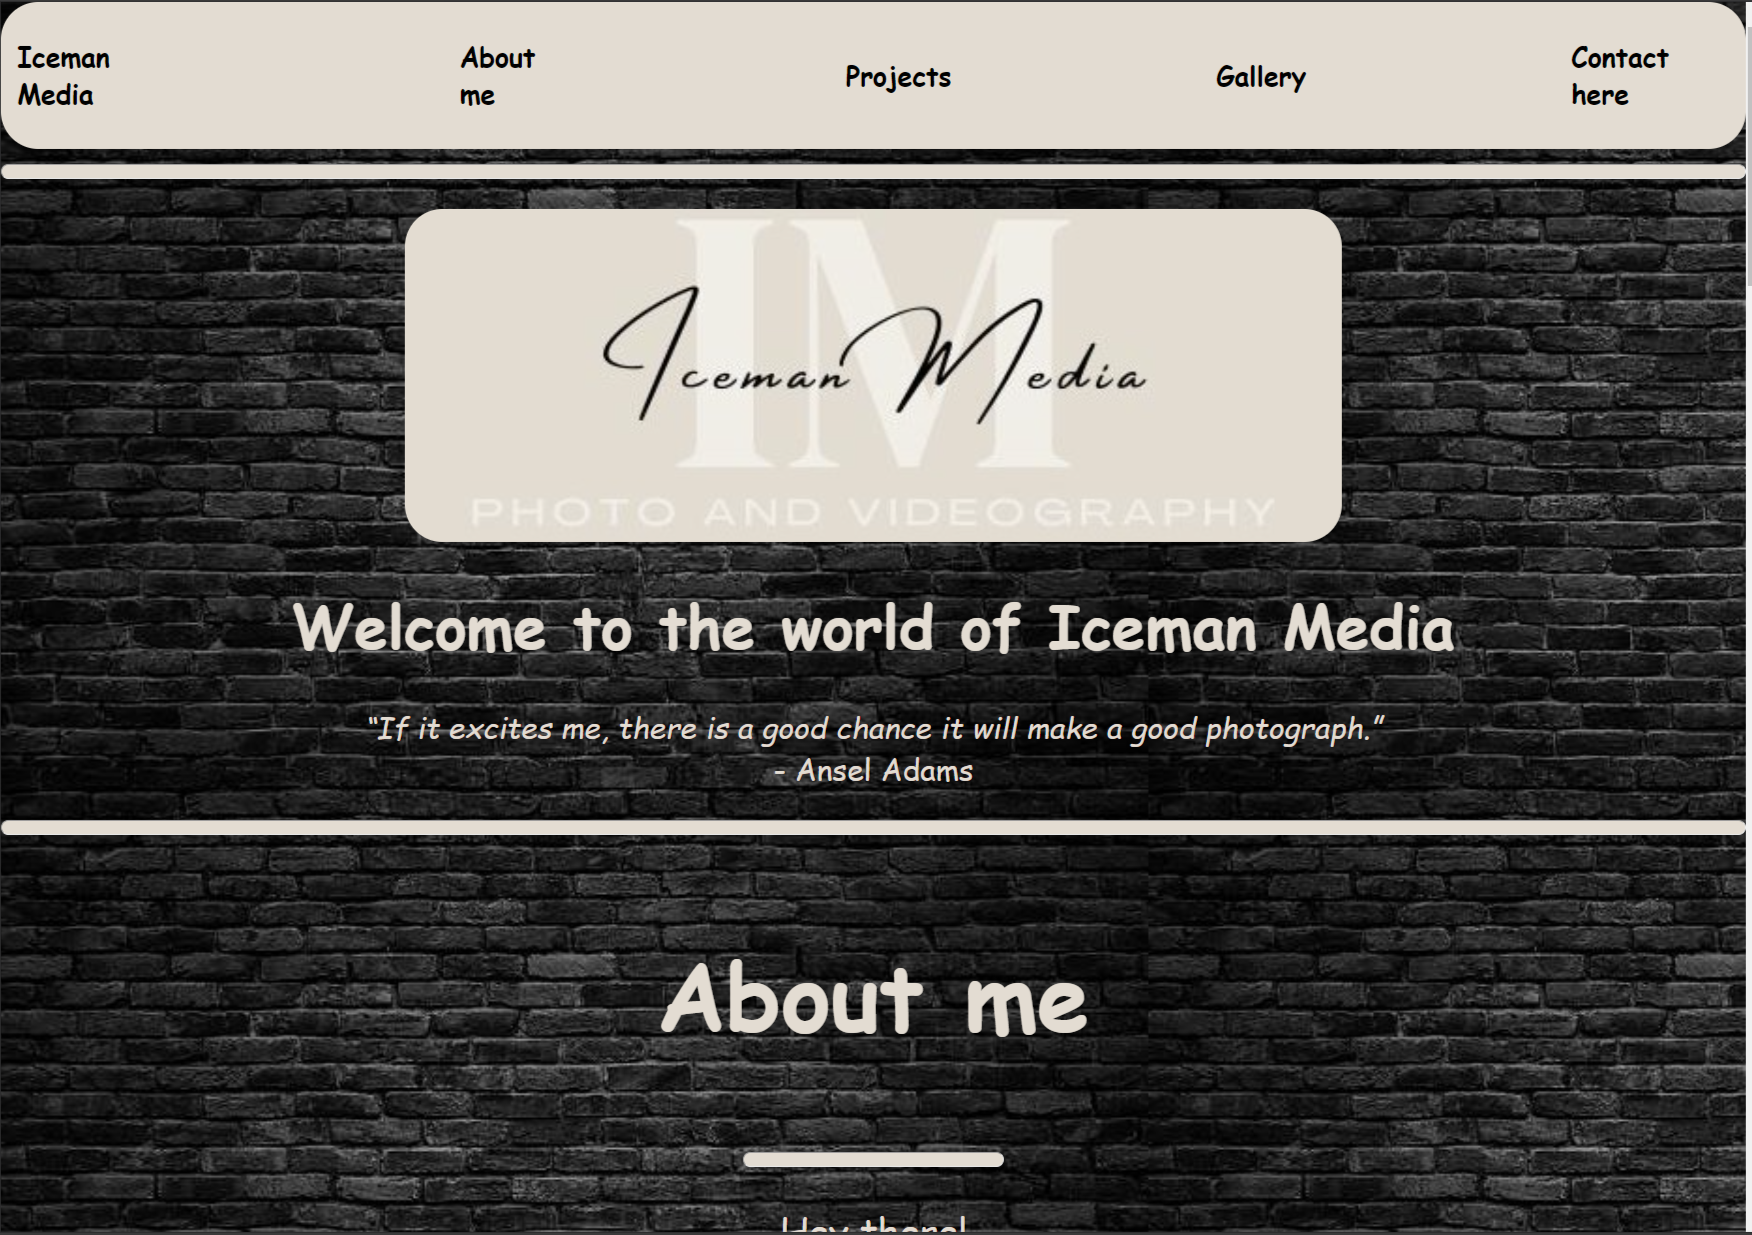 Iceman
Media
About
me
Projects
Gallery
Contact
here
IM
Iceman Media
PHOTO AND VIDEOGRAPHY
Welcome to the world of Iceman Media
“If it excites me, there is a good chance it will make a good photograph.”
- Ansel Adams
About me
Hey there!